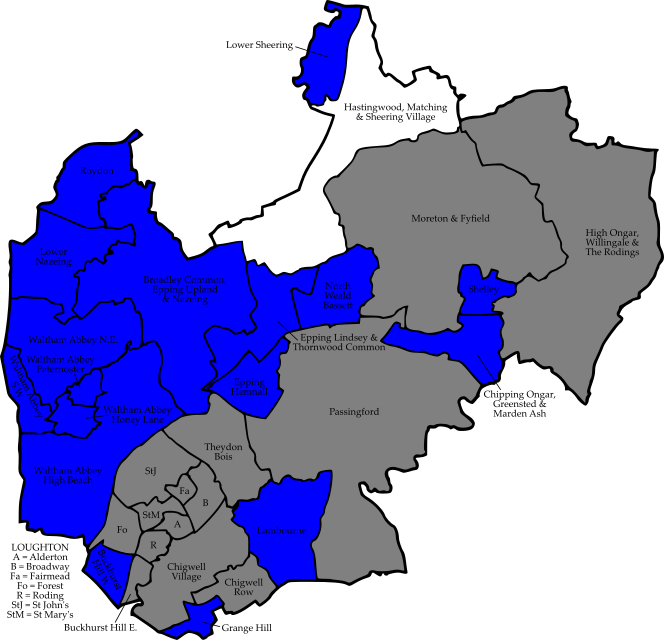 Lower Sheering
Hastingwood, Matching
& Sheering Village
Roydon
Moreton & Fyfield
High Ongar,
Willingale &
The Rodings
Lower
Nazeing
Broadley Common,
Epping Upland
& Nazeing
North
Weald
Bassett
Shelley
Waltham Abbey N.E.
Epping Lindsey &
Thornwood Common
Waltham Abbey
Paternoster
Waltham Abbey
S.W.
Epping
Hemnall
Chipping Ongar,
Greensted &
Marden Ash
Waltham Abbey
Honey Lane
Passingford
Theydon
Bois
Waltham Abbey
High Beach
StJ
Fa
B
StM
A
Fo
Lambourne
R
LOUGHTON
A = Alderton
B = Broadway
Fa = Fairmead
Fo = Forest
R = Roding
StJ = St John's
StM = St Mary's
Buckhurst
Hill W.
Chigwell
Village
Chigwell
Row
Buckhurst Hill E.
Grange Hill